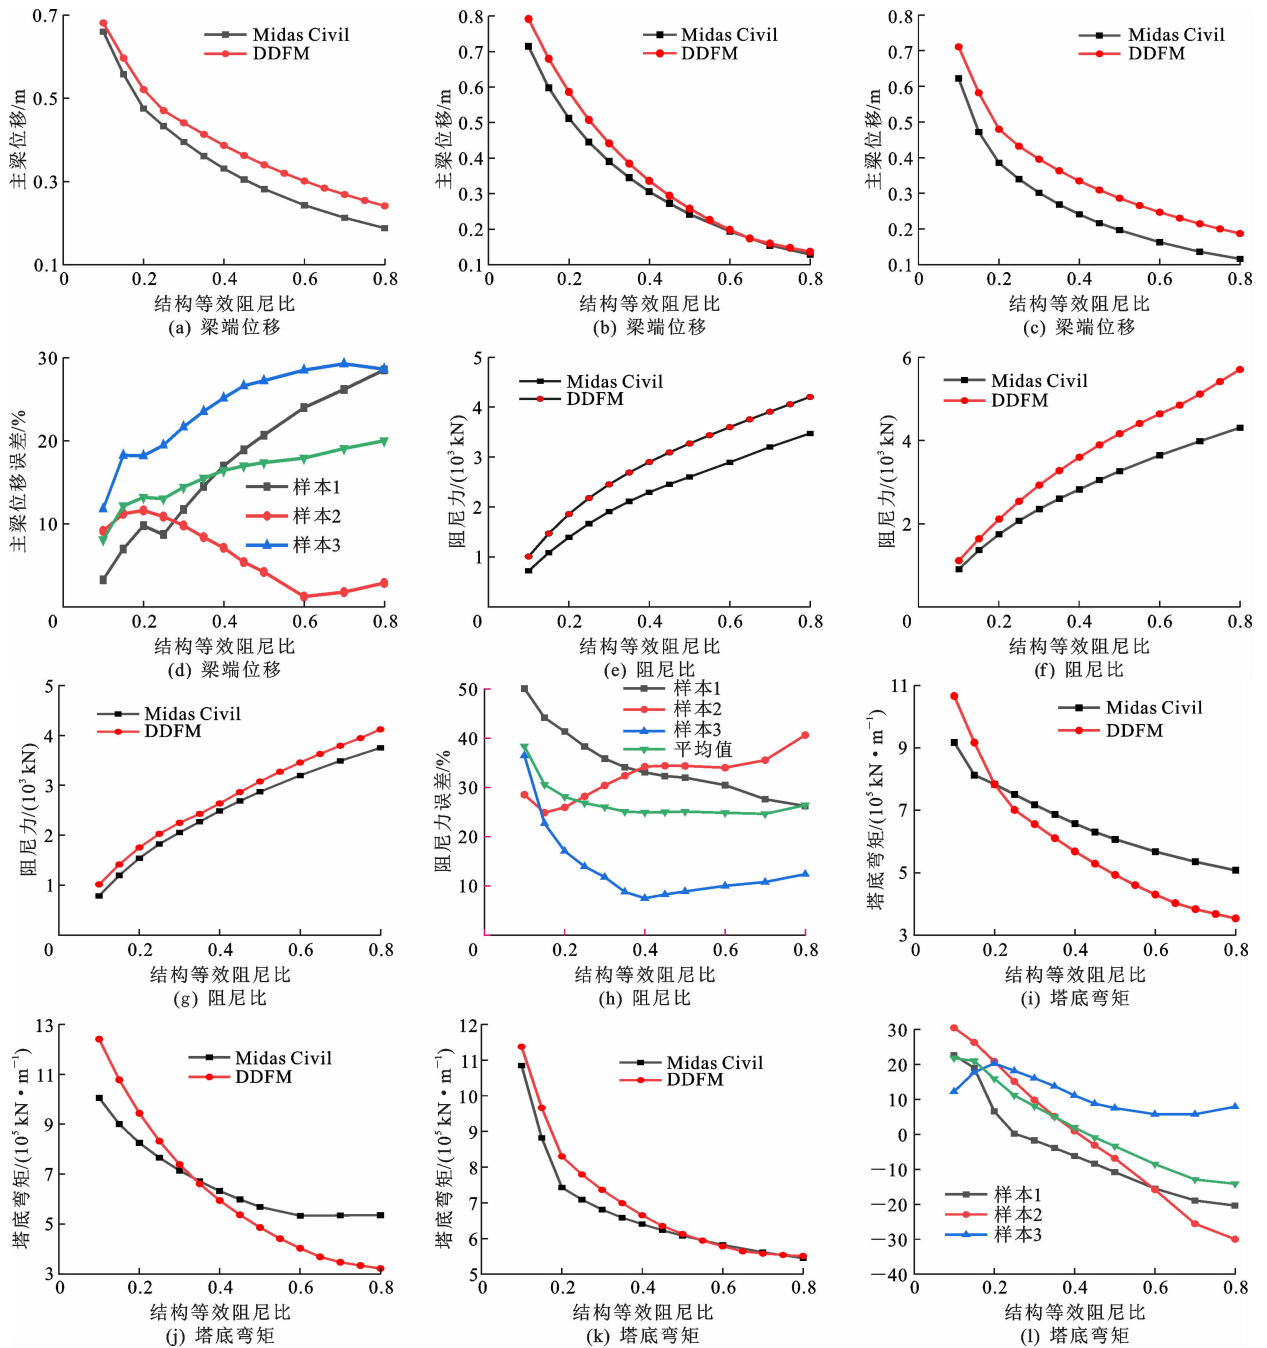 0.7
0.5
0.3
0.1
主梁位移/m
Midas Civil
DDFM
0
0.2
0.4
0.6
0.8
结构等效阻尼比
(a) 梁端位移
0.8
0.7
0.6
0.5
0.4
0.3
0.2
0.1
主梁位移/m
Midas Civil
DDFM
0
0.2
0.4
0.6
0.8
结构等效阻尼比
(b) 梁端位移
0.8
0.7
0.6
0.5
0.4
0.3
0.2
0.1
主梁位移/m
Midas Civil
DDFM
0
0.2
0.4
0.6
0.8
结构等效阻尼比
(c) 梁端位移
30
20
10
主梁位移误差/%
样本1
样本2
样本3
0
0.2
0.4
0.6
0.8
结构等效阻尼比
(d) 梁端位移
5
4
3
2
1
阻尼力/(10³ kN)
Midas Civil
DDFM
0
0.2
0.4
0.6
0.8
结构等效阻尼比
(e) 阻尼比
6
4
2
阻尼力/(10³ kN)
Midas Civil
DDFM
0
0.2
0.4
0.6
0.8
结构等效阻尼比
(f) 阻尼比
5
4
3
2
1
阻尼力/(10³ kN)
Midas Civil
DDFM
0
0.2
0.4
0.6
0.8
结构等效阻尼比
(g) 阻尼比
50
40
30
20
10
阻尼力误差/%
样本1
样本2
样本3
平均值
0
0.2
0.4
0.6
0.8
结构等效阻尼比
(h) 阻尼比
11
9
7
5
3
塔底弯矩/(10⁵ kN·m⁻¹)
Midas Civil
DDFM
0
0.2
0.4
0.6
0.8
结构等效阻尼比
(i) 塔底弯矩
13
11
9
7
5
3
塔底弯矩/(10⁵ kN·m⁻¹)
Midas Civil
DDFM
0
0.2
0.4
0.6
0.8
结构等效阻尼比
(j) 塔底弯矩
12
11
10
9
8
7
6
5
塔底弯矩/(10⁵ kN·m⁻¹)
Midas Civil
DDFM
0
0.2
0.4
0.6
0.8
结构等效阻尼比
(k) 塔底弯矩
30
20
10
0
−10
−20
−30
−40
塔底弯矩/(10⁵ kN·m⁻¹)
样本1
样本2
样本3
0
0.2
0.4
0.6
0.8
结构等效阻尼比
(l) 塔底弯矩